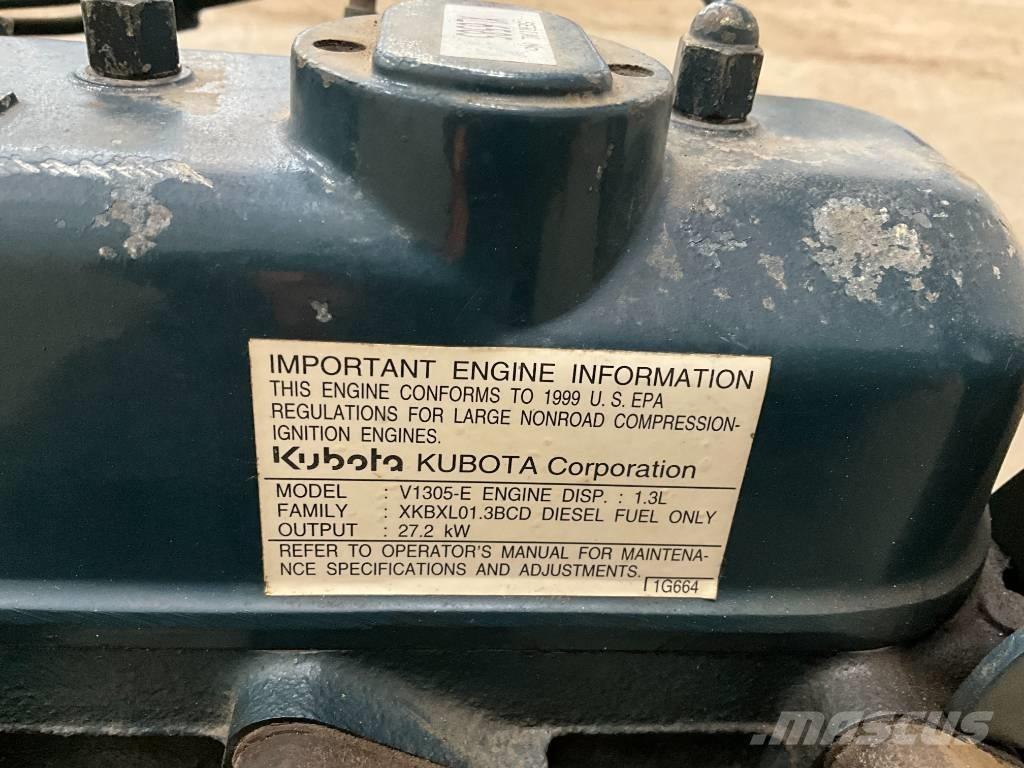 IMPORTANT ENGINE INFORMATION
THIS ENGINE CONFORMS TO 1999 U.S. EPA
REGULATIONS FOR LARGE NONROAD COMPRESSION-
IGNITION ENGINES.
Kubota KUBOTA Corporation
MODEL : V1305-E ENGINE DISP. : 1.3L
FAMILY : XKBXL01.3BCD DIESEL FUEL ONLY
OUTPUT : 27.2 kW
REFER TO OPERATOR'S MANUAL FOR MAINTENA-
NCE SPECIFICATIONS AND ADJUSTMENTS.
1G664
MASCUS